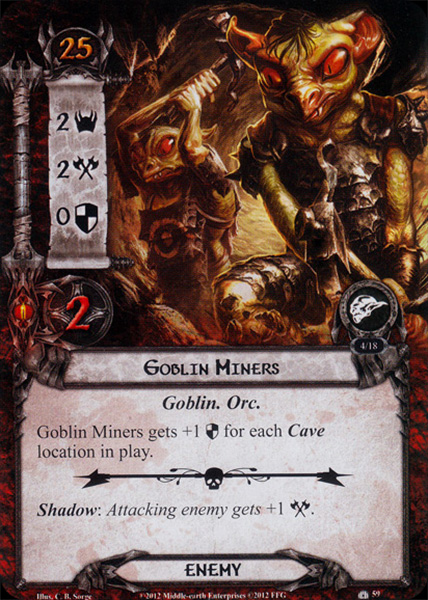 25
2
2
0
2
4/18
Goblin Miners
Goblin. Orc.
Goblin Miners gets +1 for each Cave
location in play.
Shadow: Attacking enemy gets +1 .
ENEMY
Illus. C. B. Sorge
©2012 Middle-earth Enterprises ©2012 FFG
59